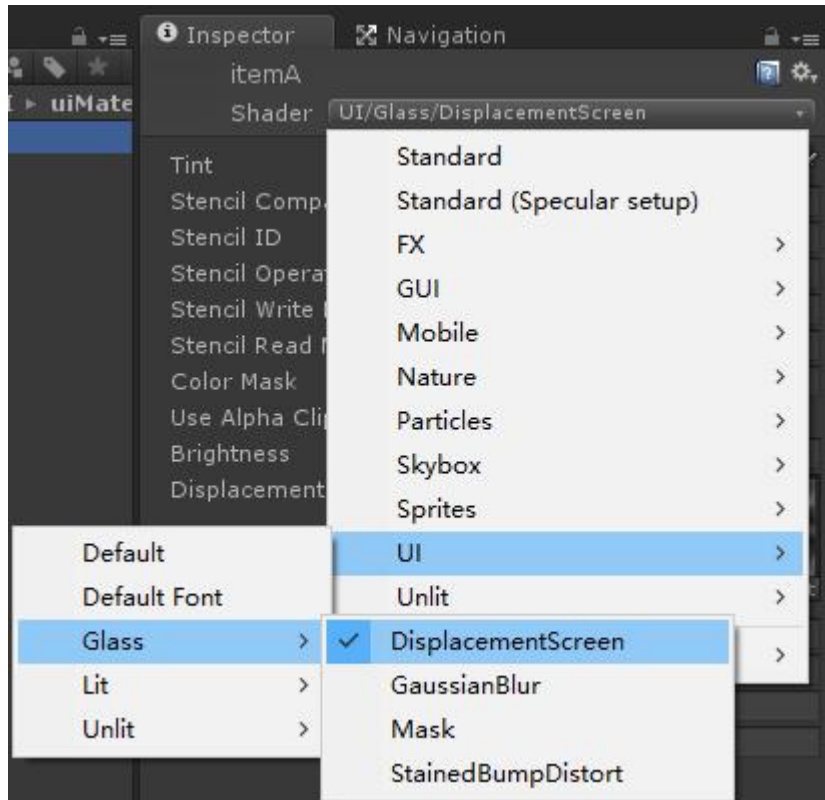 Inspector
Navigation
itemA
uiMate
Shader
UI/Glass/DisplacementScreen
Tint
Stencil Compa
Stencil ID
Stencil Operat
Stencil Write
Stencil Read
Color Mask
Use Alpha Clip
Brightness
Displacement
Standard
Standard (Specular setup)
FX
GUI
Mobile
Nature
Particles
Skybox
Sprites
UI
Unlit
Default
Default Font
Glass
Lit
Unlit
DisplacementScreen
GaussianBlur
Mask
StainedBumpDistort